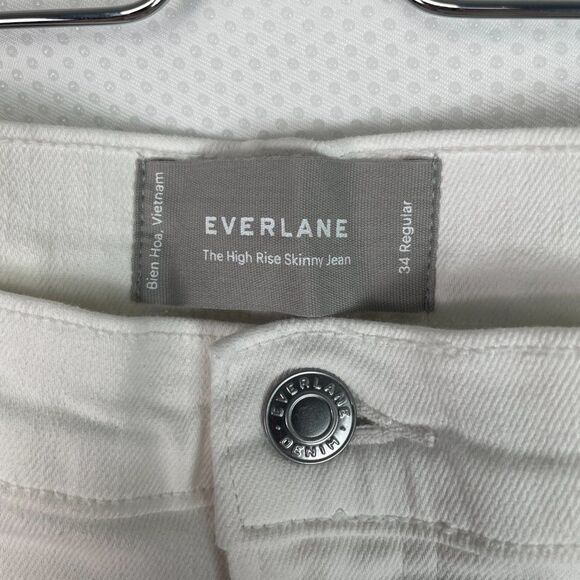 Bien Hoa, Vietnam
EVERLANE
The High Rise Skinny Jean
34 Regular
EVERLANE
DENIM